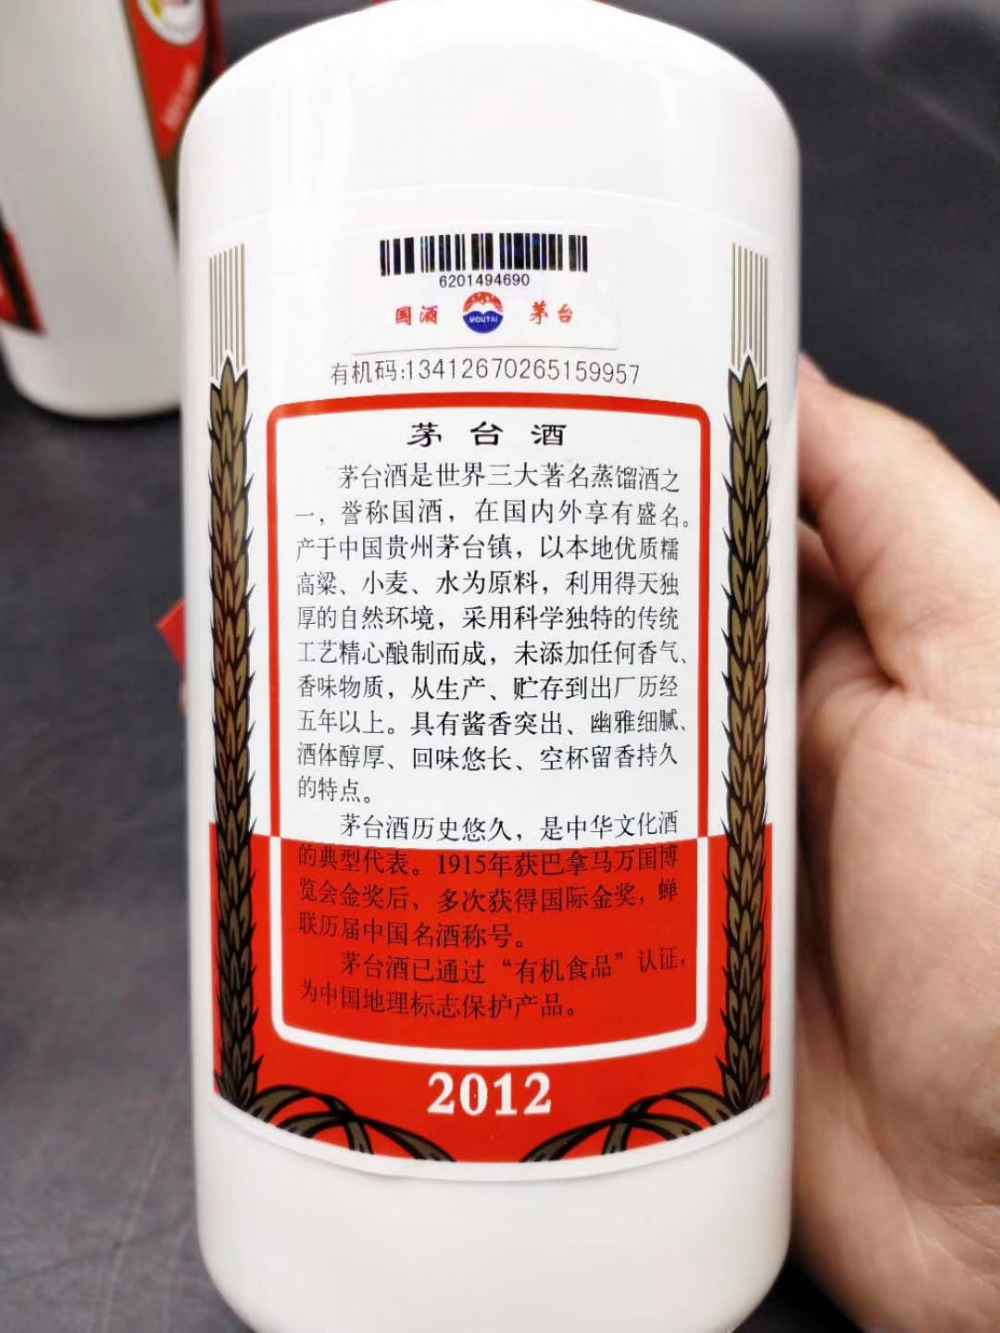 6201494690
国酒 MOUTAI 茅台
有机码:13412670265159957
茅台酒
茅台酒是世界三大著名蒸馏酒之
一，誉称国酒，在国内外享有盛名。
产于中国贵州茅台镇，以本地优质糯
高粱、小麦、水为原料，利用得天独
厚的自然环境，采用科学独特的传统
工艺精心酿制而成，未添加任何香气、
香味物质，从生产、贮存到出厂历经
五年以上。具有酱香突出、幽雅细腻、
酒体醇厚、回味悠长、空杯留香持久
的特点。
茅台酒历史悠久，是中华文化酒
的典型代表。1915年获巴拿马万国博
览会金奖后，多次获得国际金奖，蝉
联历届中国名酒称号。
茅台酒已通过“有机食品”认证，
为中国地理标志保护产品。
2012